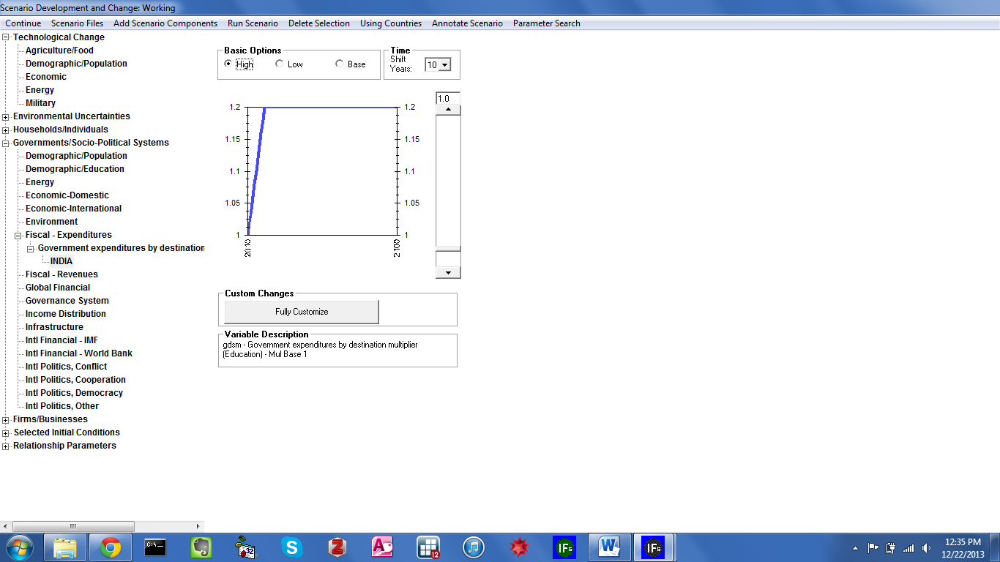 Scenario Development and Change: Working
Continue Scenario Files Add Scenario Components Run Scenario Delete Selection Using Countries Annotate Scenario Parameter Search
Technological Change
Agriculture/Food
Demographic/Population
Economic
Energy
Military
Environmental Uncertainties
Households/Individuals
Governments/Socio-Political Systems
Demographic/Population
Demographic/Education
Energy
Economic-Domestic
Economic-International
Environment
Fiscal - Expenditures
Government expenditures by destination
INDIA
Fiscal - Revenues
Global Financial
Governance System
Income Distribution
Infrastructure
Intl Financial - IMF
Intl Financial - World Bank
Intl Politics, Conflict
Intl Politics, Cooperation
Intl Politics, Democracy
Intl Politics, Other
Firms/Businesses
Selected Initial Conditions
Relationship Parameters
Basic Options
High Low Base
Time
Shift
Years:
10
1.0
1.2 1.2
1.15 1.15
1.1 1.1
1.05 1.05
1 1
2010 2100
Custom Changes
Fully Customize
Variable Description
gdsm - Government expenditures by destination multiplier
(Education) - Mul Base 1
C:\_
32
S
Z
A
12
IFs
W
IFs
12:35 PM
12/22/2013